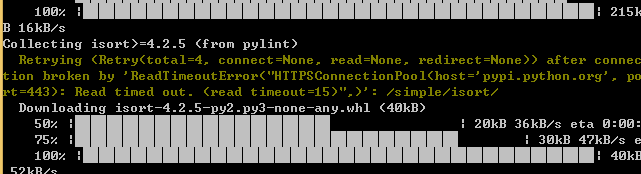 100% | 215k
B 16kB/s
Collecting isort>=4.2.5 (from pylint)
Retrying (Retry(total=4, connect=None, read=None, redirect=None)) after connec
tion broken by 'ReadTimeoutError("HTTPSConnectionPool(host='pypi.python.org', po
rt=443): Read timed out. (read timeout=15)",)': /simple/isort/
Downloading isort-4.2.5-py2.py3-none-any.whl (40kB)
50% | | 20kB 36kB/s eta 0:00:
75% | | 30kB 47kB/s e
100% | | 40kB
52kB/s